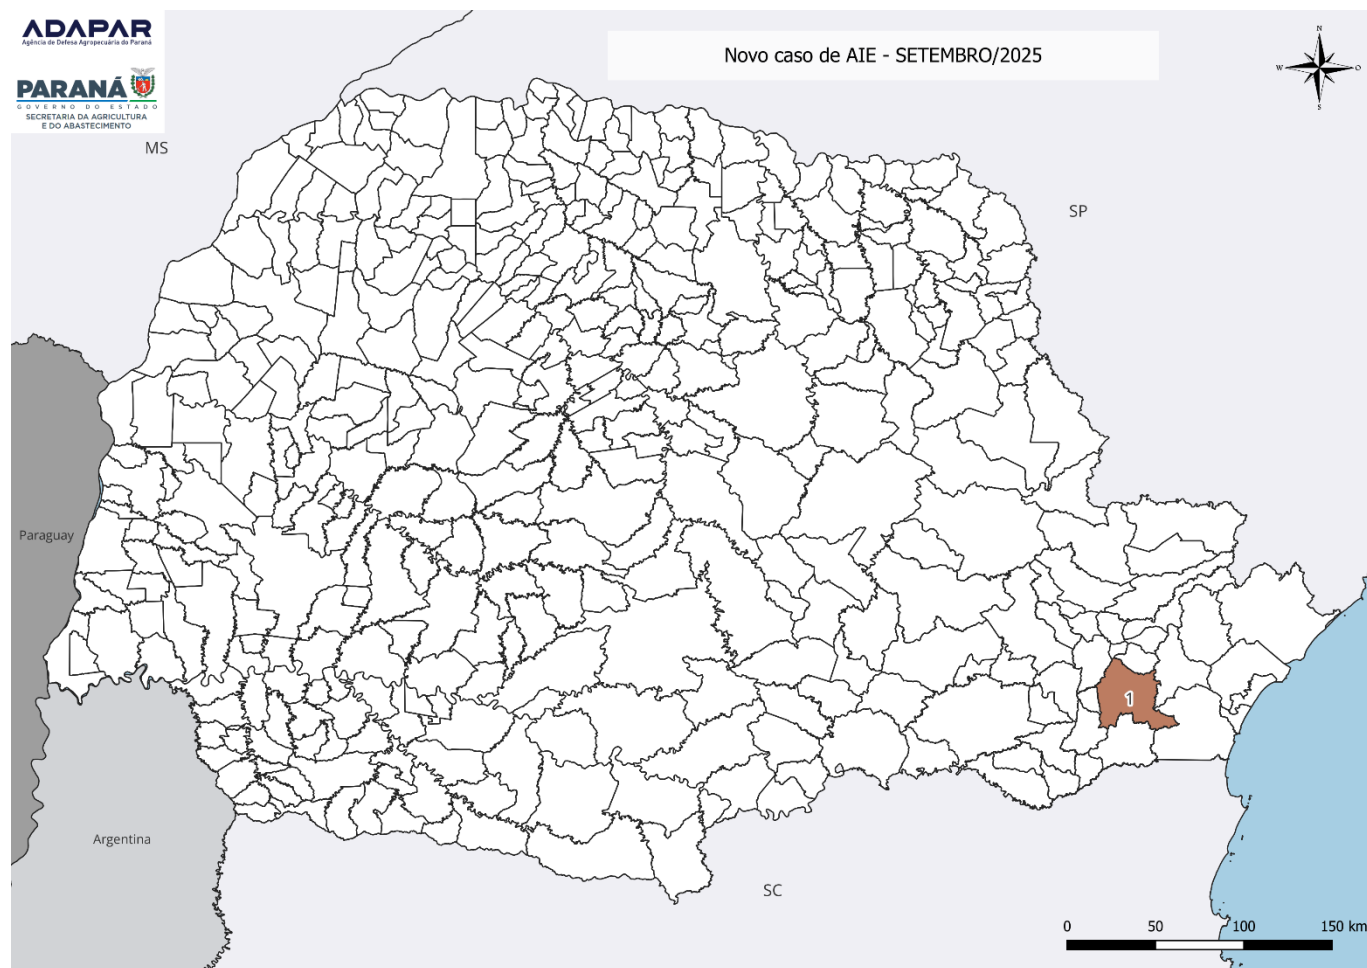 ADAPAR
Agência de Defesa Agropecuária do Paraná
PARANÁ
GOVERNO DO ESTADO
SECRETARIA DA AGRICULTURA
E DO ABASTECIMENTO
Novo caso de AIE - SETEMBRO/2025
N
W
O
S
MS
SP
Paraguay
1
Argentina
SC
0 50 100 150 km